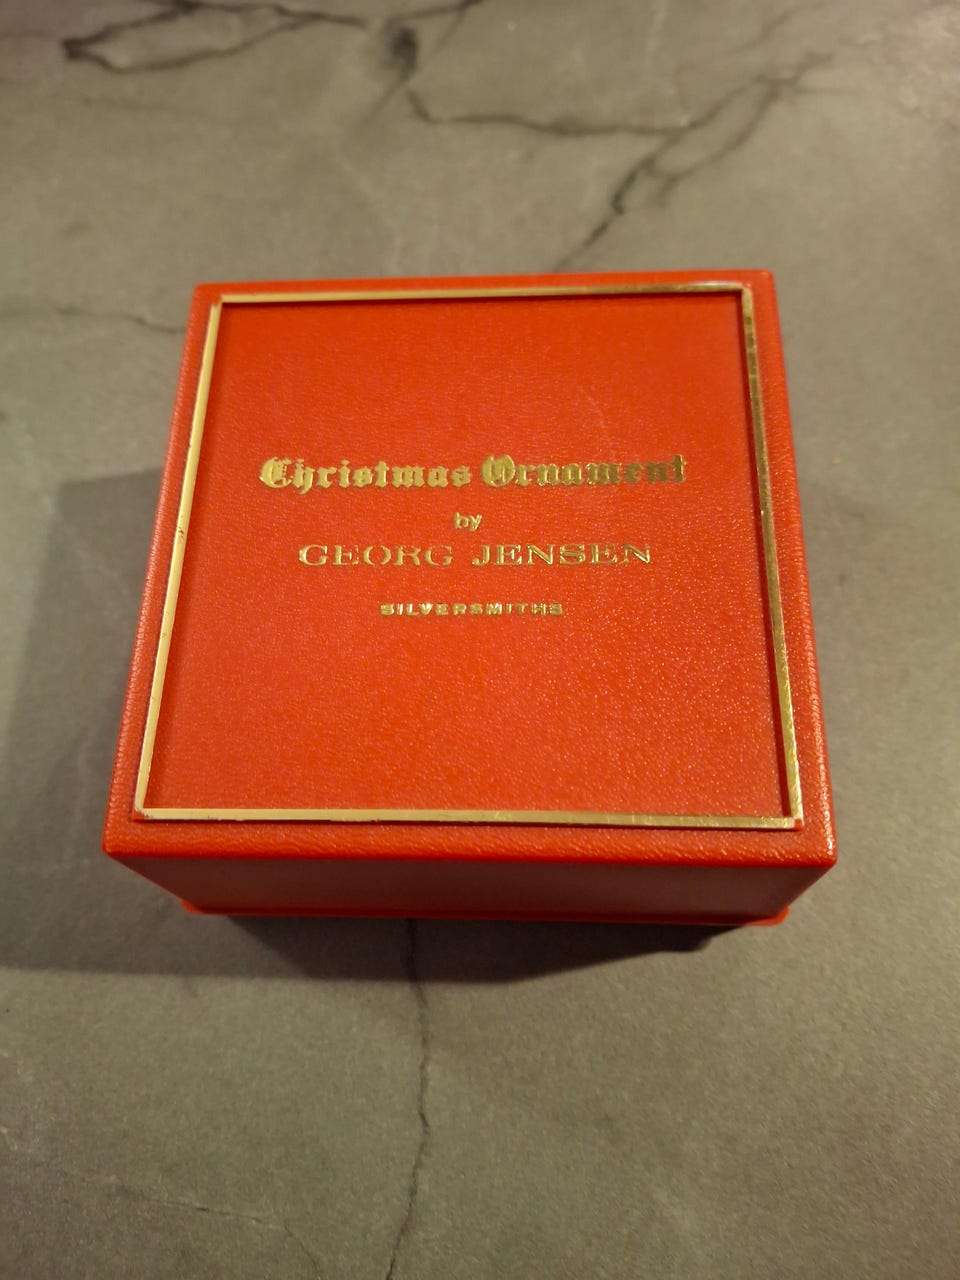 Christmas Ornament
by
GEORG JENSEN
SILVERSMITHS